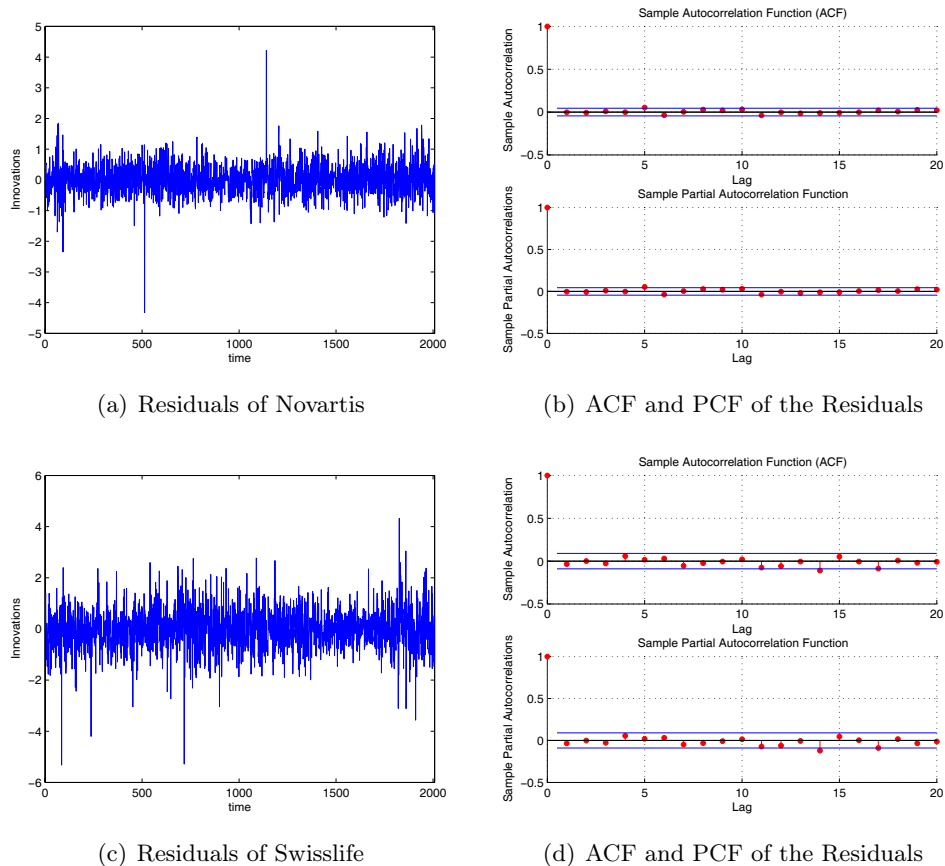 5
4
3
2
1
0
−1
−2
−3
−4
−5
Innovations
0 500 1000 1500 2000
time
Sample Autocorrelation Function (ACF)
1
0.5
0
−0.5
Sample Autocorrelation
0 5 10 15 20
Lag
Sample Partial Autocorrelation Function
1
0.5
0
−0.5
Sample Partial Autocorrelations
0 5 10 15 20
Lag
(a) Residuals of Novartis
(b) ACF and PCF of the Residuals
6
4
2
0
−2
−4
−6
Innovations
0 500 1000 1500 2000
time
Sample Autocorrelation Function (ACF)
1
0.5
0
−0.5
Sample Autocorrelation
0 5 10 15 20
Lag
Sample Partial Autocorrelation Function
1
0.5
0
−0.5
Sample Partial Autocorrelations
0 5 10 15 20
Lag
(c) Residuals of Swisslife
(d) ACF and PCF of the Residuals